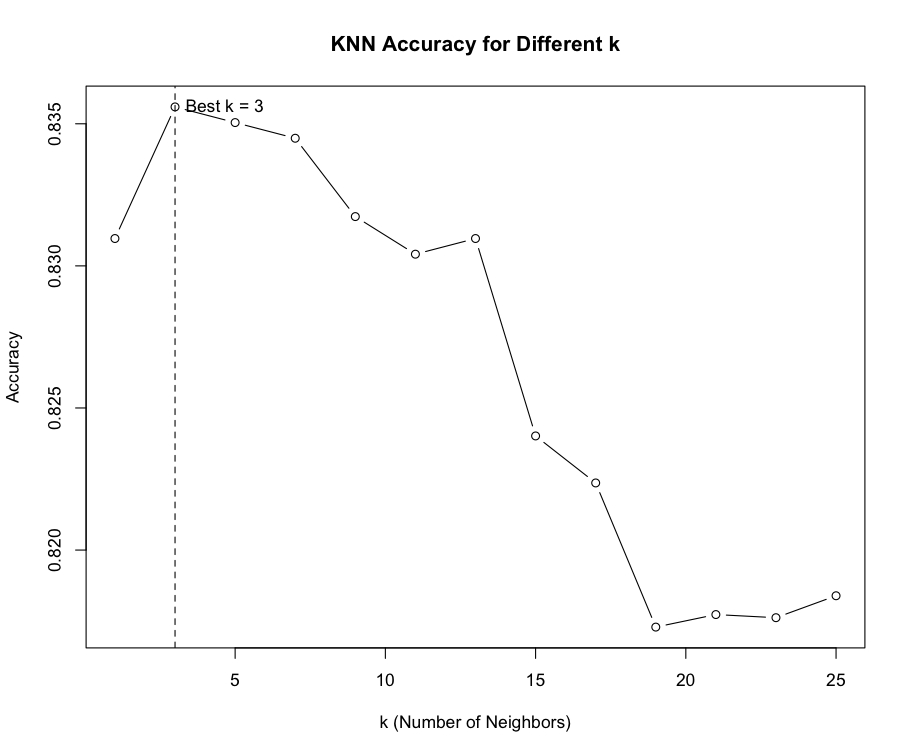 KNN Accuracy for Different k
Best k = 3
0.835
0.830
0.825
0.820
Accuracy
5
10
15
20
25
k (Number of Neighbors)